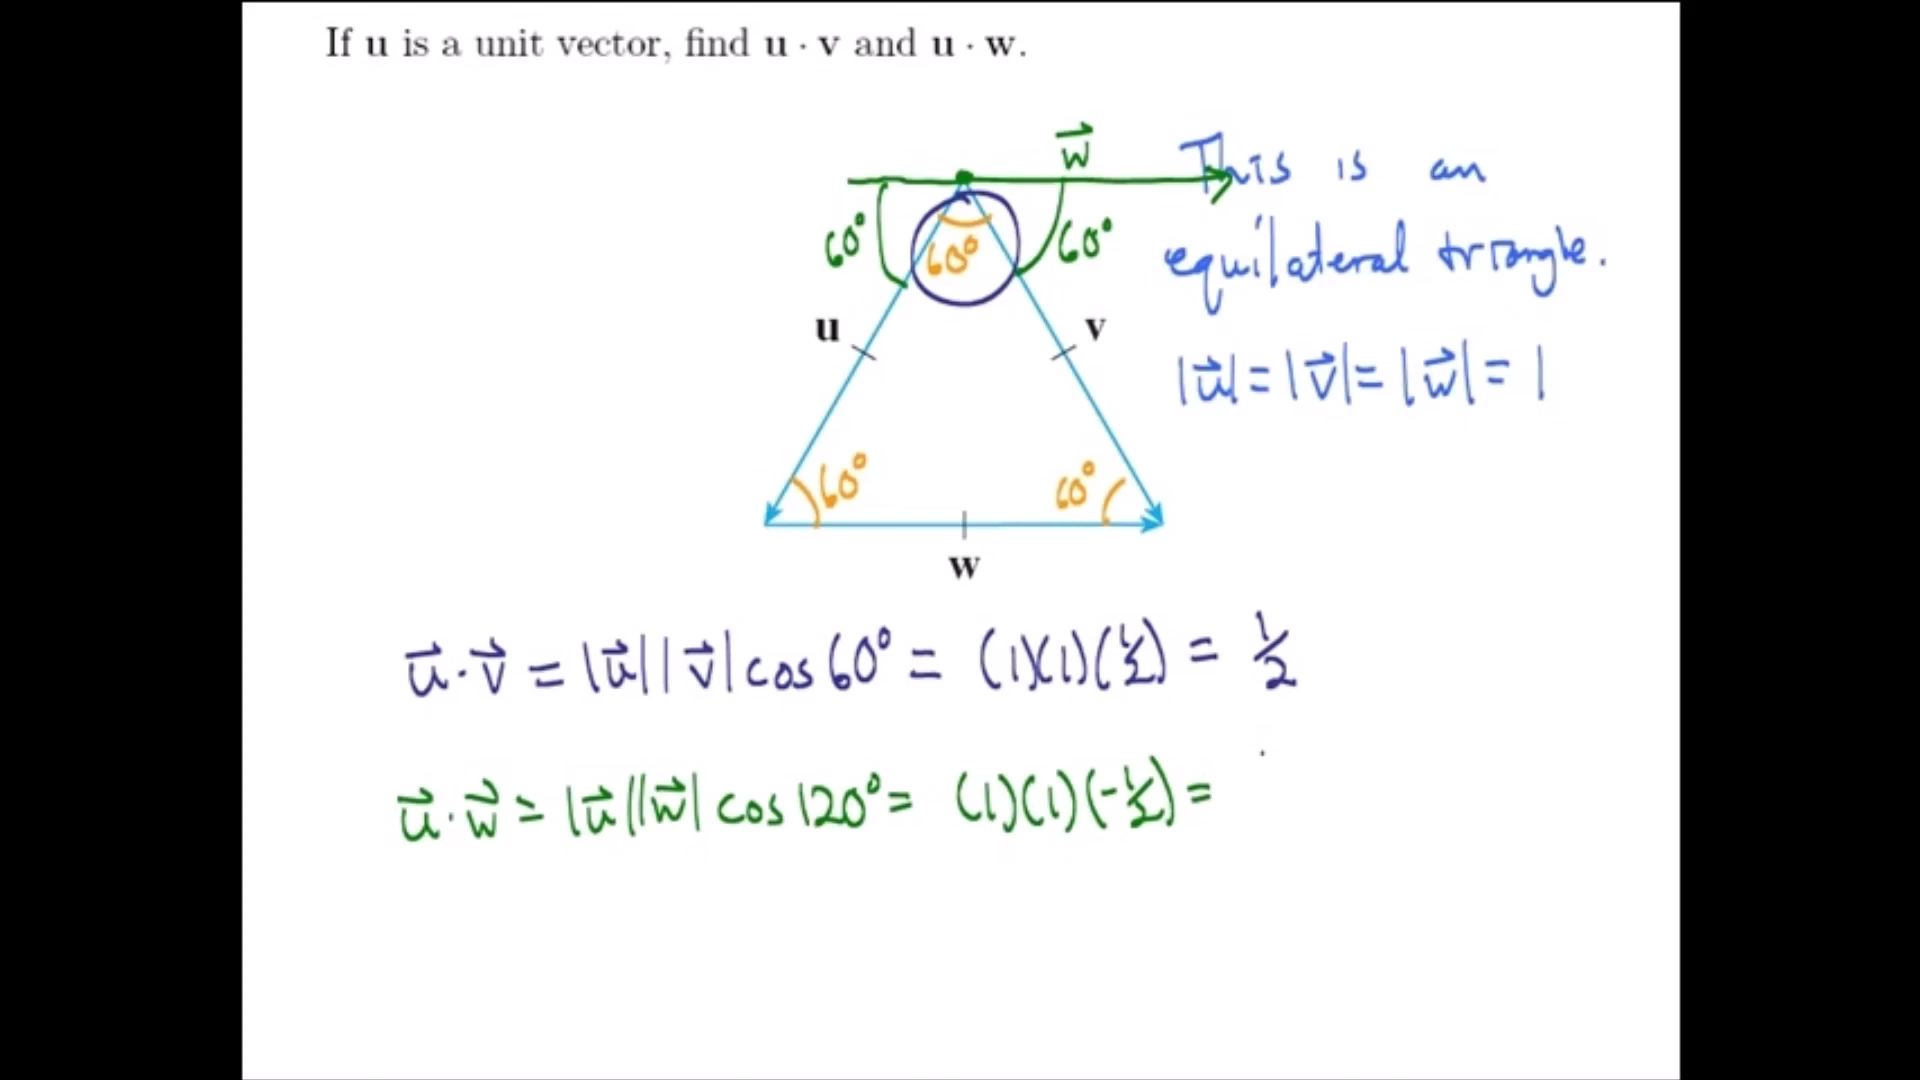 If u is a unit vector, find u · v and u · w.
w⃗
This is an
60° 60° 60°
equilateral triangle.
u v
|u⃗| = |v⃗| = |w⃗| = 1
60° 60°
w
u⃗ · v⃗ = |u⃗||v⃗| cos 60° = (1)(1)(½) = ½
u⃗ · w⃗ = |u⃗||w⃗| cos 120° = (1)(1)(-½) =